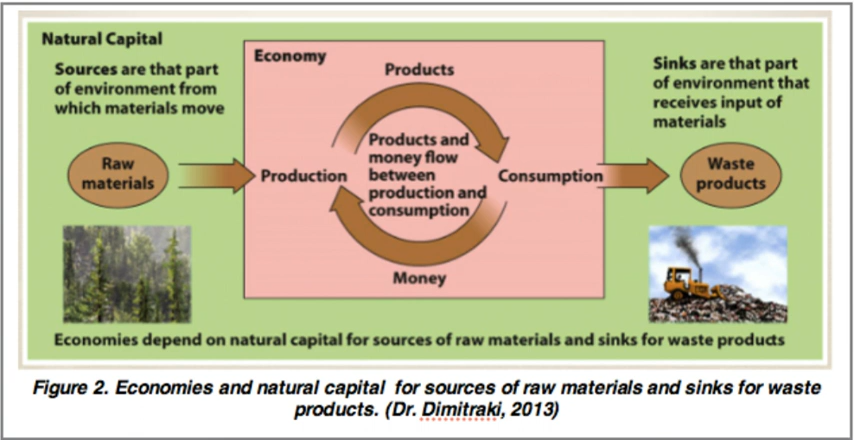 Natural Capital
Sources are that part
of environment from
which materials move
Raw
materials
Economy
Products
Production
Products and
money flow
between
production and
consumption
Consumption
Money
Sinks are that part
of environment that
receives input of
materials
Waste
products
Economies depend on natural capital for sources of raw materials and sinks for waste products
Figure 2. Economies and natural capital for sources of raw materials and sinks for waste
products. (Dr. Dimitraki, 2013)